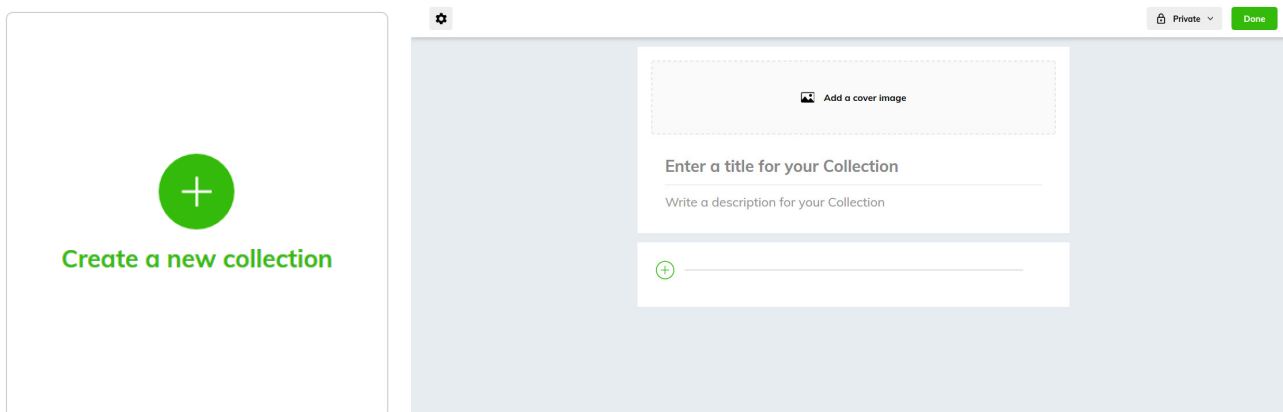 Create a new collection
Private
Done
Add a cover image
Enter a title for your Collection
Write a description for your Collection